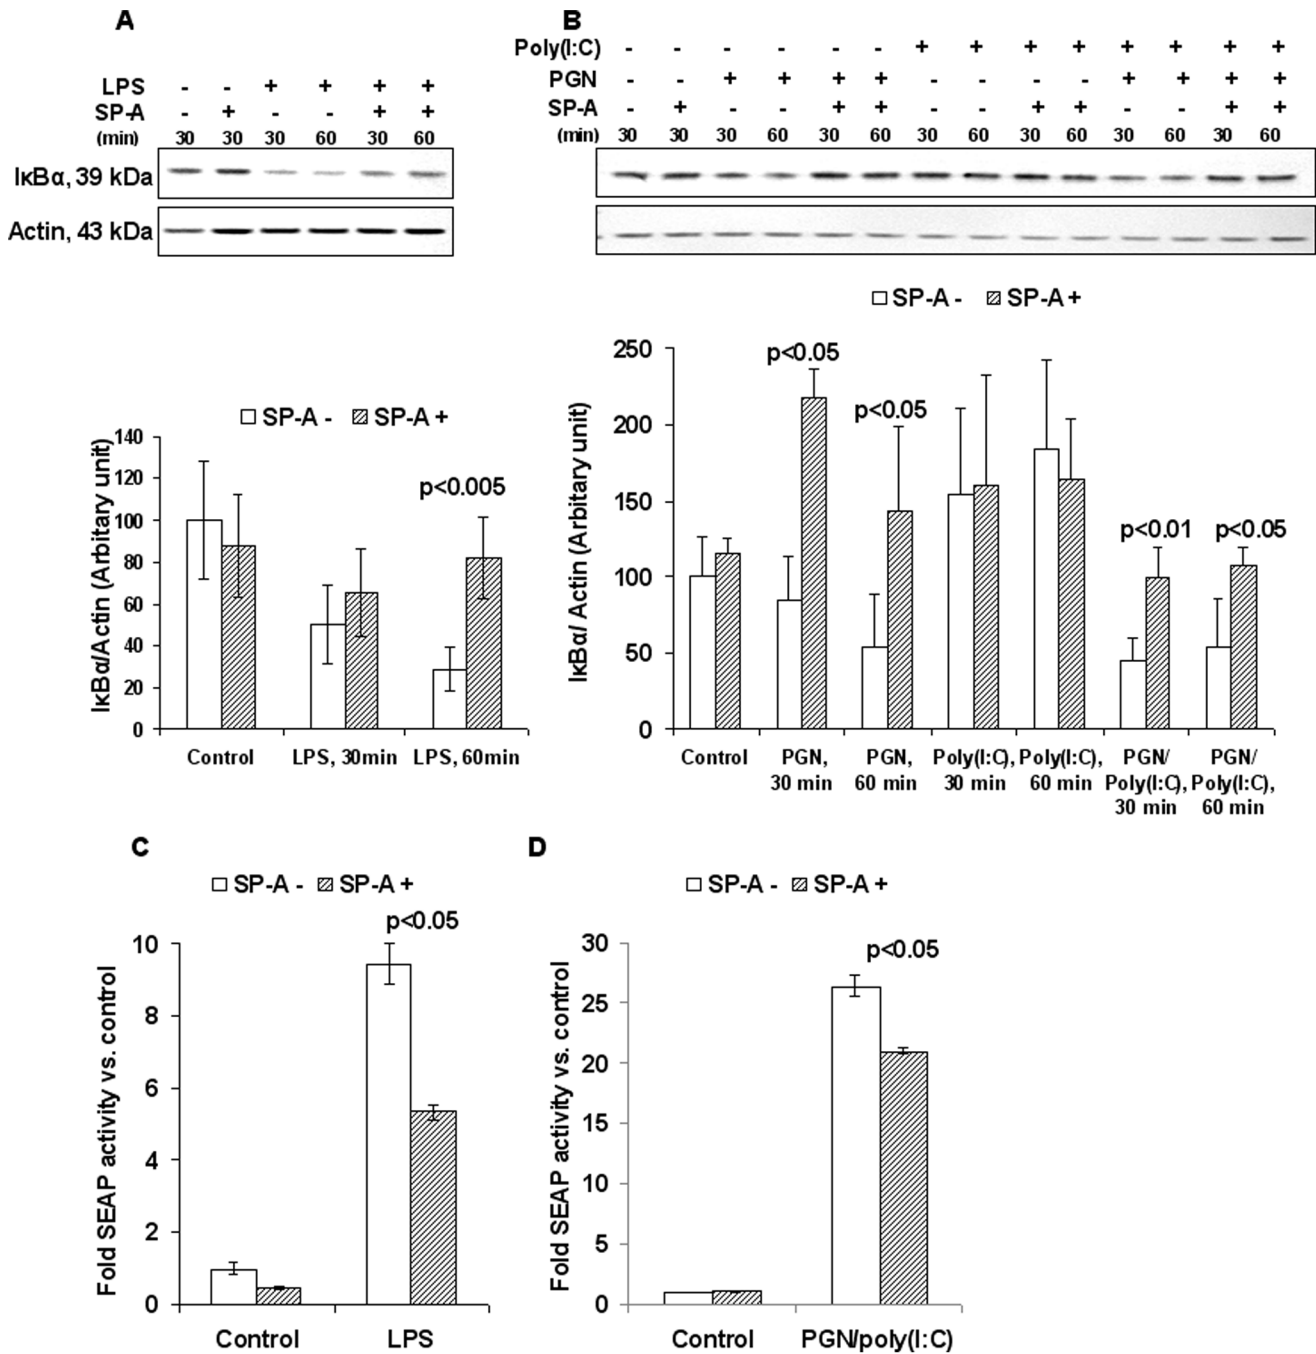 A
LPS - - + + + +
SP-A - + - - + +
(min) 30 30 30 60 30 60
IκBα, 39 kDa
Actin, 43 kDa
B
Poly(I:C) - - - - - - + + + + + + + +
PGN - - + + + + - - - - + + + +
SP-A - + - - + + - - + + - - + +
(min) 30 30 30 60 30 60 30 60 30 60 30 60 30 60
SP-A - SP-A +
IκBα/Actin (Arbitary unit)
140
120
100
80
60
40
20
0
p<0.005
Control LPS, 30min LPS, 60min
SP-A - SP-A +
IκBα/ Actin (Arbitary unit)
250
200
150
100
50
0
p<0.05
p<0.05
p<0.01
p<0.05
Control
PGN,
30 min
PGN,
60 min
Poly(I:C),
30 min
Poly(I:C),
60 min
PGN/
Poly(I:C),
30 min
PGN/
Poly(I:C),
60 min
C
SP-A - SP-A +
Fold SEAP activity vs. control
10
8
6
4
2
0
p<0.05
Control LPS
D
SP-A - SP-A +
Fold SEAP activity vs. control
30
25
20
15
10
5
0
p<0.05
Control PGN/poly(I:C)